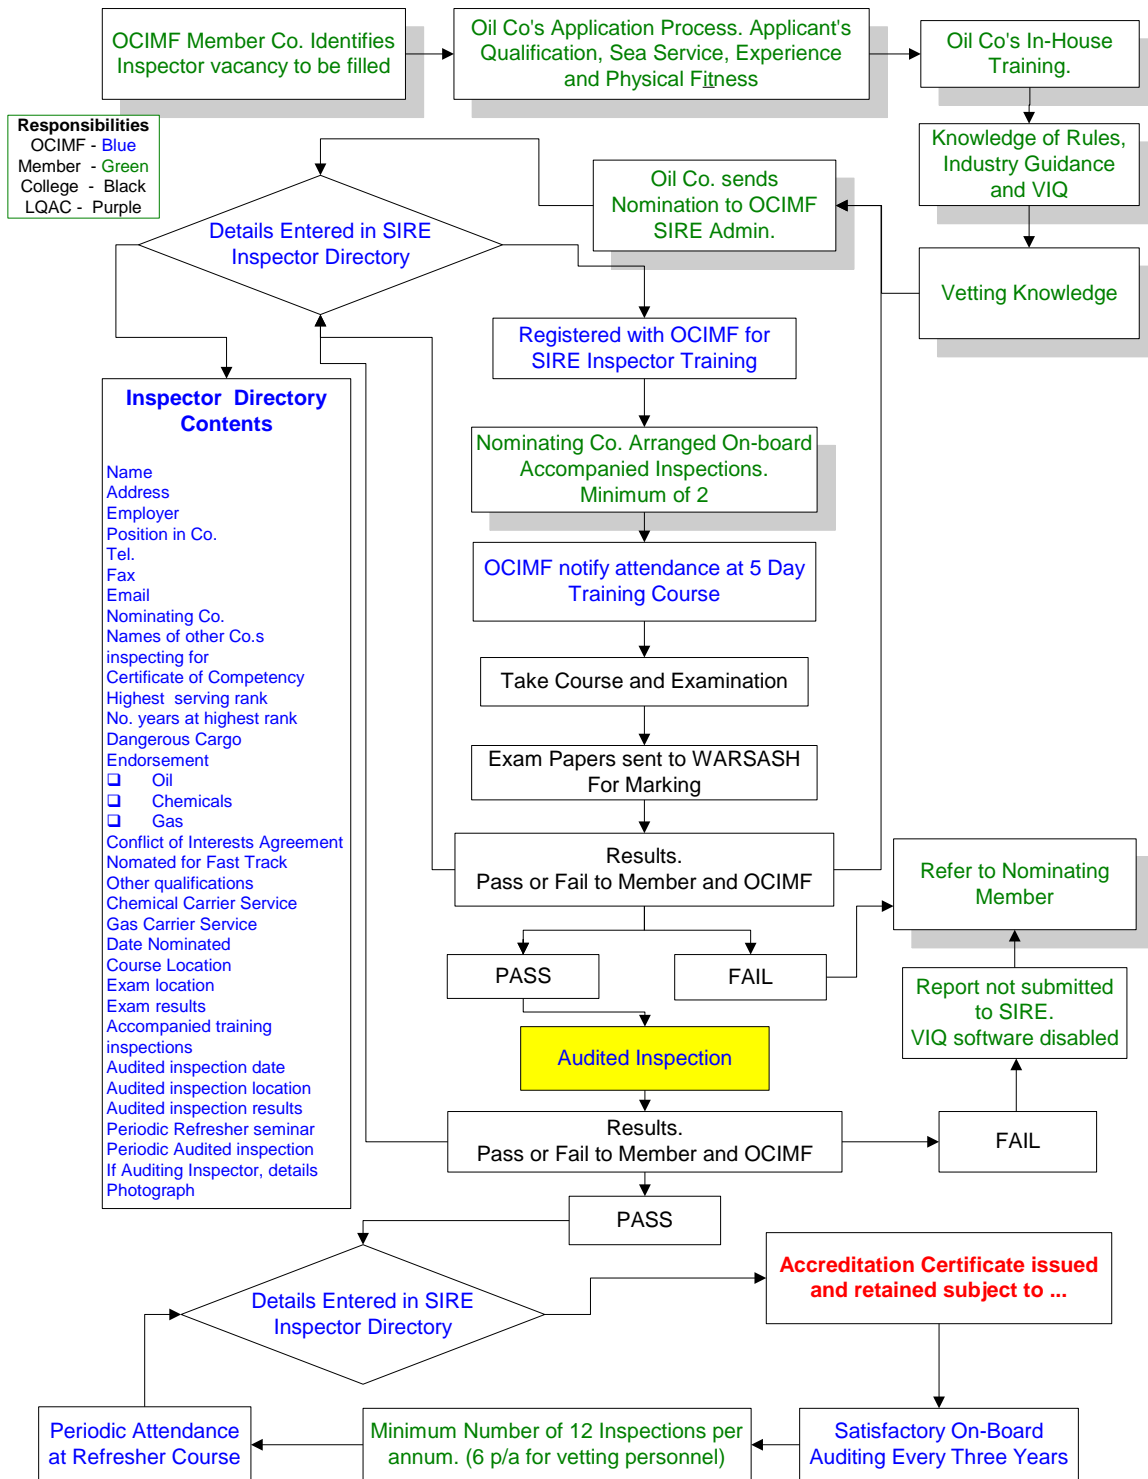 OCIMF Member Co. Identifies
Inspector vacancy to be filled
Oil Co's Application Process. Applicant's
Qualification, Sea Service, Experience
and Physical Fitness
Oil Co's In-House
Training.
Responsibilities
OCIMF - Blue
Member - Green
College - Black
LQAC - Purple
Knowledge of Rules,
Industry Guidance
and VIQ
Oil Co. sends
Nomination to OCIMF
SIRE Admin.
Details Entered in SIRE
Inspector Directory
Vetting Knowledge
Registered with OCIMF for
SIRE Inspector Training
Inspector Directory
Contents
Name
Address
Employer
Position in Co.
Tel.
Fax
Email
Nominating Co.
Names of other Co.s
inspecting for
Certificate of Competency
Highest serving rank
No. years at highest rank
Dangerous Cargo
Endorsement
❑ Oil
❑ Chemicals
❑ Gas
Conflict of Interests Agreement
Nomated for Fast Track
Other qualifications
Chemical Carrier Service
Gas Carrier Service
Date Nominated
Course Location
Exam location
Exam results
Accompanied training
inspections
Audited inspection date
Audited inspection location
Audited inspection results
Periodic Refresher seminar
Periodic Audited inspection
If Auditing Inspector, details
Photograph
Nominating Co. Arranged On-board
Accompanied Inspections.
Minimum of 2
OCIMF notify attendance at 5 Day
Training Course
Take Course and Examination
Exam Papers sent to WARSASH
For Marking
Results.
Pass or Fail to Member and OCIMF
Refer to Nominating
Member
PASS
FAIL
Report not submitted
to SIRE.
VIQ software disabled
Audited Inspection
Results.
Pass or Fail to Member and OCIMF
FAIL
PASS
Details Entered in SIRE
Inspector Directory
Accreditation Certificate issued
and retained subject to ...
Periodic Attendance
at Refresher Course
Minimum Number of 12 Inspections per
annum. (6 p/a for vetting personnel)
Satisfactory On-Board
Auditing Every Three Years